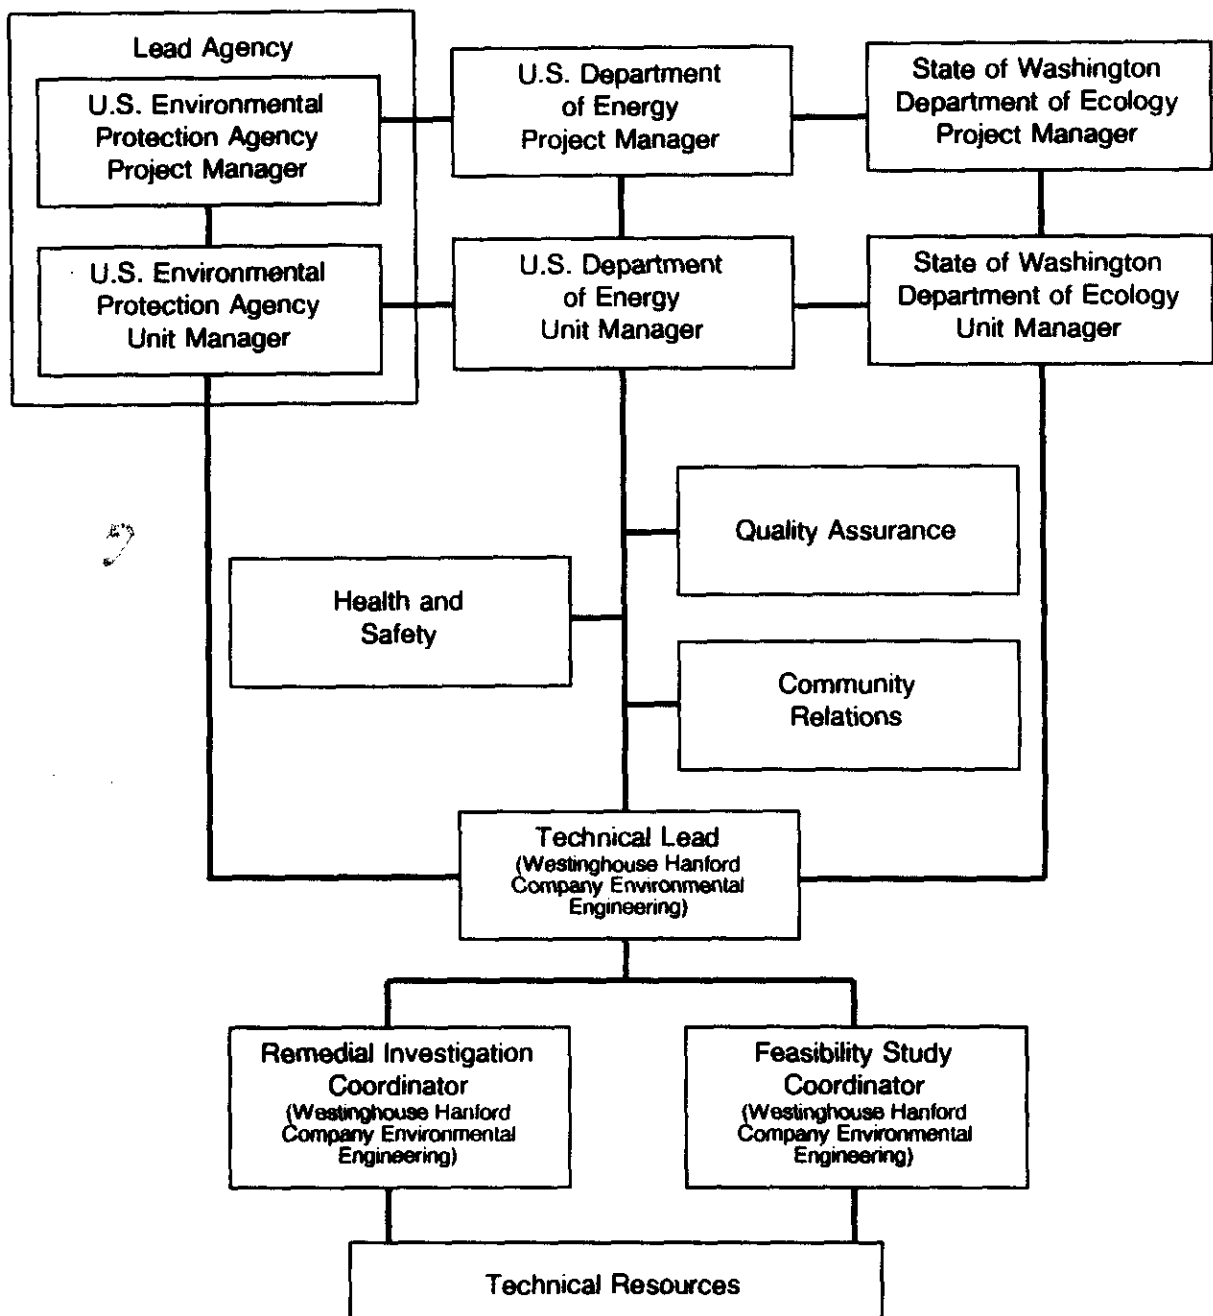 Lead Agency
U.S. Environmental
Protection Agency
Project Manager
U.S. Department
of Energy
Project Manager
State of Washington
Department of Ecology
Project Manager
U.S. Environmental
Protection Agency
Unit Manager
U.S. Department
of Energy
Unit Manager
State of Washington
Department of Ecology
Unit Manager
Quality Assurance
Health and
Safety
Community
Relations
Technical Lead
(Westinghouse Hanford
Company Environmental
Engineering)
Remedial Investigation
Coordinator
(Westinghouse Hanford
Company Environmental
Engineering)
Feasibility Study
Coordinator
(Westinghouse Hanford
Company Environmental
Engineering)
Technical Resources